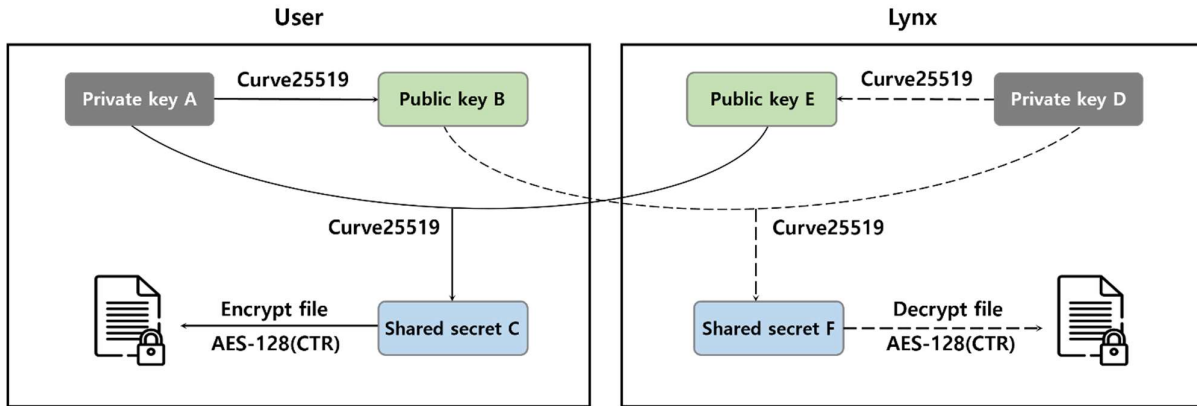 User
Lynx
Private key A
Curve25519
Public key B
Public key E
Curve25519
Private key D
Curve25519
Curve25519
Encrypt file
AES-128(CTR)
Shared secret C
Shared secret F
Decrypt file
AES-128(CTR)